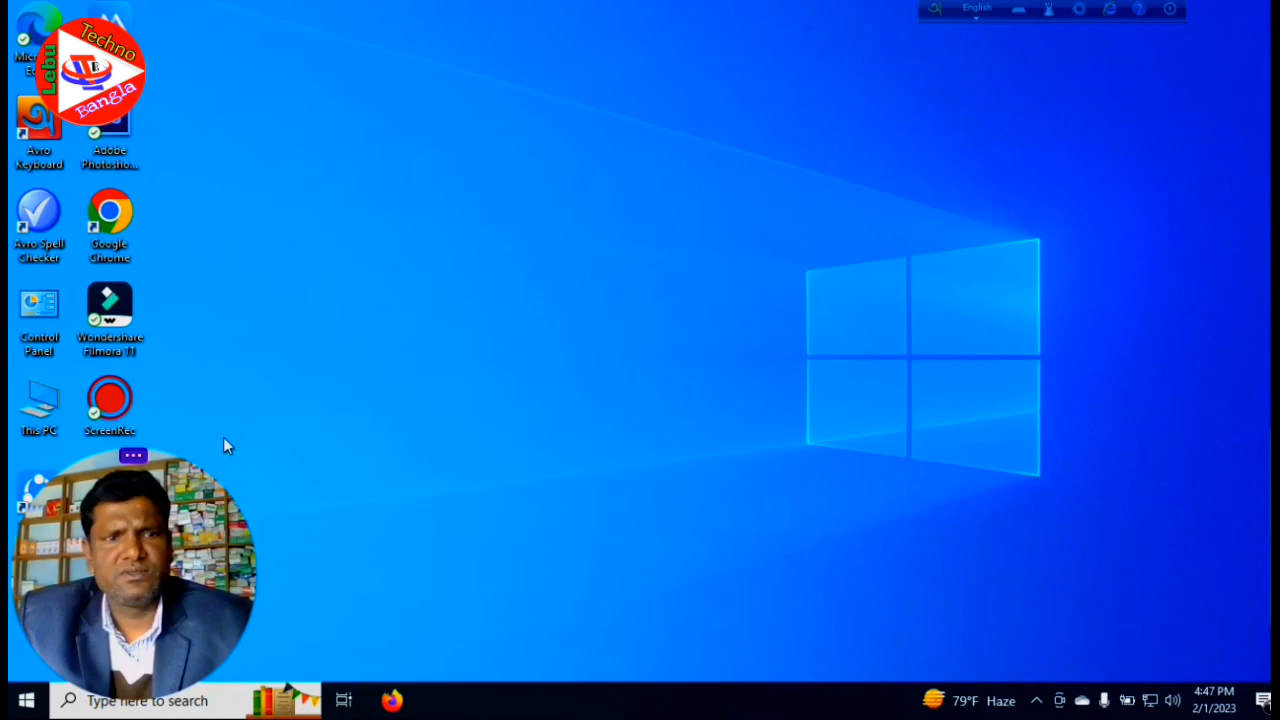 English
Lebu
Techno
Bangla
Avro
Keyboard
Adobe
Photosho...
Avro Spell
Checker
Google
Chrome
Control
Panel
Wondershare
Filmora 11
This PC
ScreenRec
Type here to search
79°F Haze
4:47 PM
2/1/2023